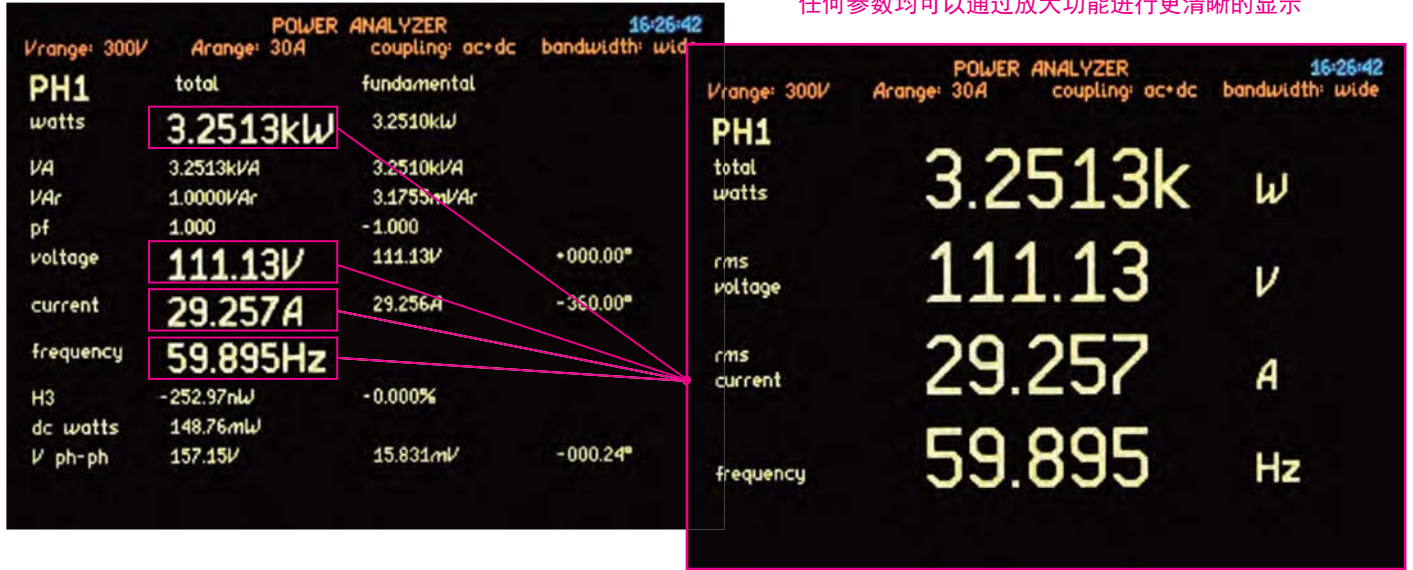 任何参数均可以通过放大功能进行更清晰的显示
POWER ANALYZER 16:26:42
Vrange: 300V Arange: 30A coupling: ac+dc bandwidth: wide
PH1 total fundamental
watts 3.2513kW 3.2510kW
VA 3.2513kVA 3.2510kVA
VAr 1.0000VAr 3.1755mVAr
pf 1.000 -1.000
voltage 111.13V 111.13V +000.00°
current 29.257A 29.256A -360.00°
frequency 59.895Hz
H3 -252.97nW -0.000%
dc watts 148.76mW
V ph-ph 157.15V 15.831mV -000.24°
POWER ANALYZER 16:26:42
Vrange: 300V Arange: 30A coupling: ac+dc bandwidth: wide
PH1
total
watts 3.2513k W
rms
voltage 111.13 V
rms
current 29.257 A
frequency 59.895 Hz